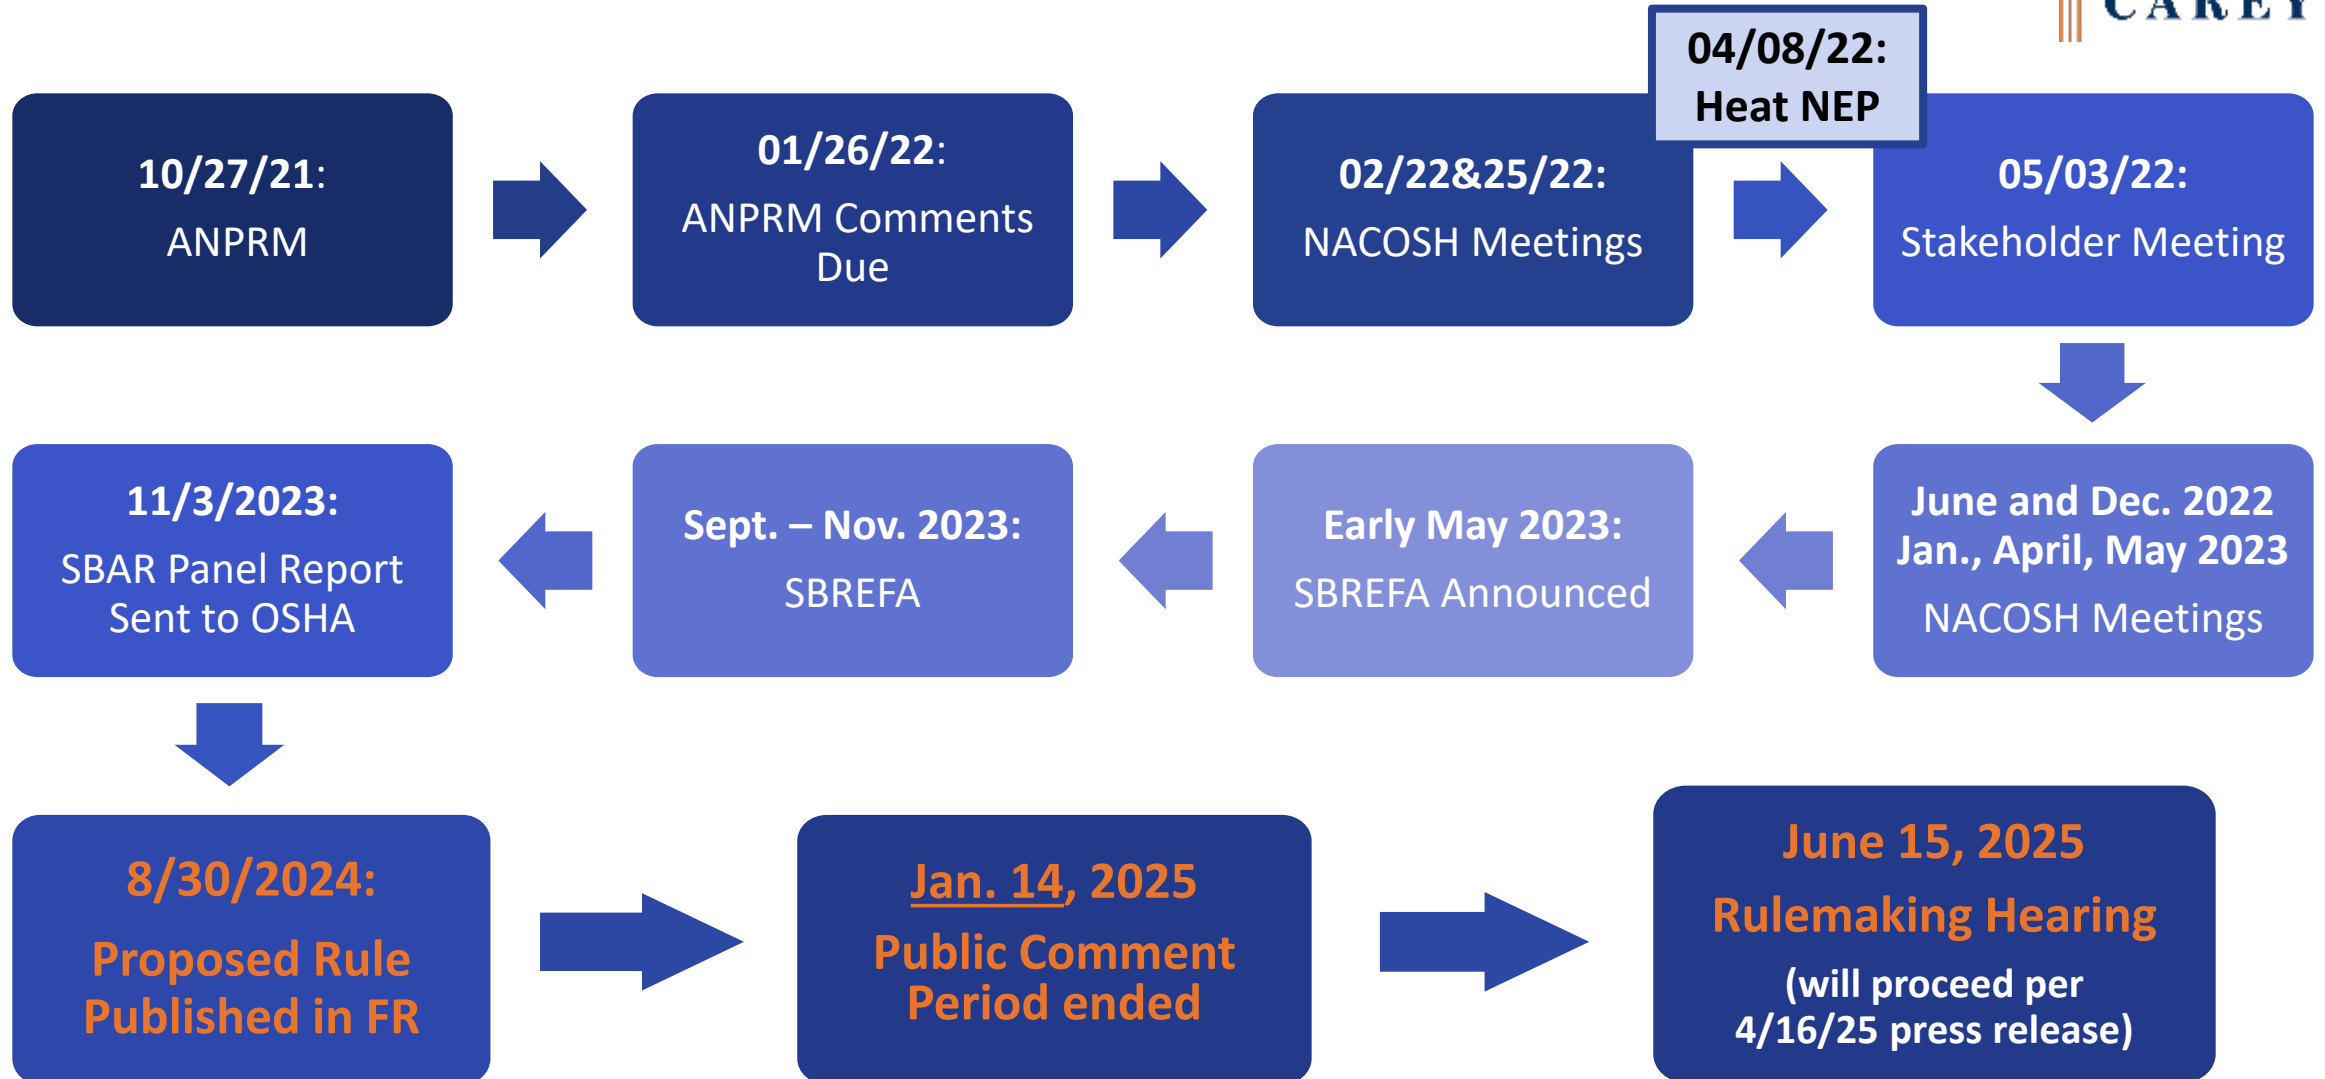 CAREY
04/08/22:
Heat NEP
10/27/21:
ANPRM
01/26/22:
ANPRM Comments
Due
02/22&25/22:
NACOSH Meetings
05/03/22:
Stakeholder Meeting
June and Dec. 2022
Jan., April, May 2023
NACOSH Meetings
Early May 2023:
SBREFA Announced
Sept. – Nov. 2023:
SBREFA
11/3/2023:
SBAR Panel Report
Sent to OSHA
8/30/2024:
Proposed Rule
Published in FR
Jan. 14, 2025
Public Comment
Period ended
June 15, 2025
Rulemaking Hearing
(will proceed per
4/16/25 press release)